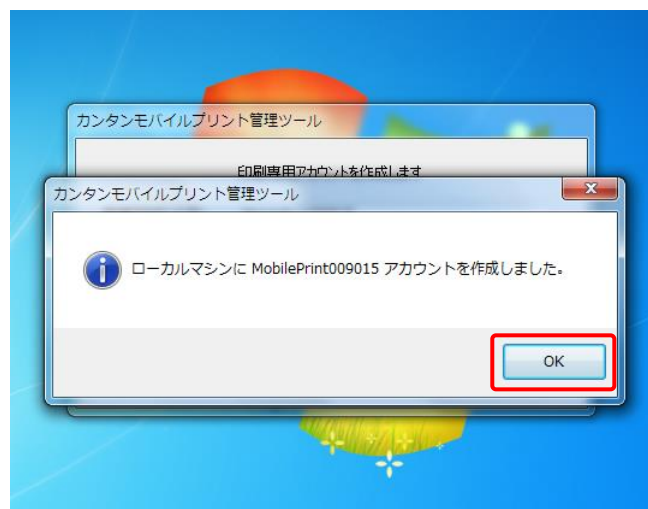 カンタンモバイルプリント管理ツール
印刷専用アカウントを作成します
カンタンモバイルプリント管理ツール
ローカルマシンに MobilePrint009015 アカウントを作成しました。
OK